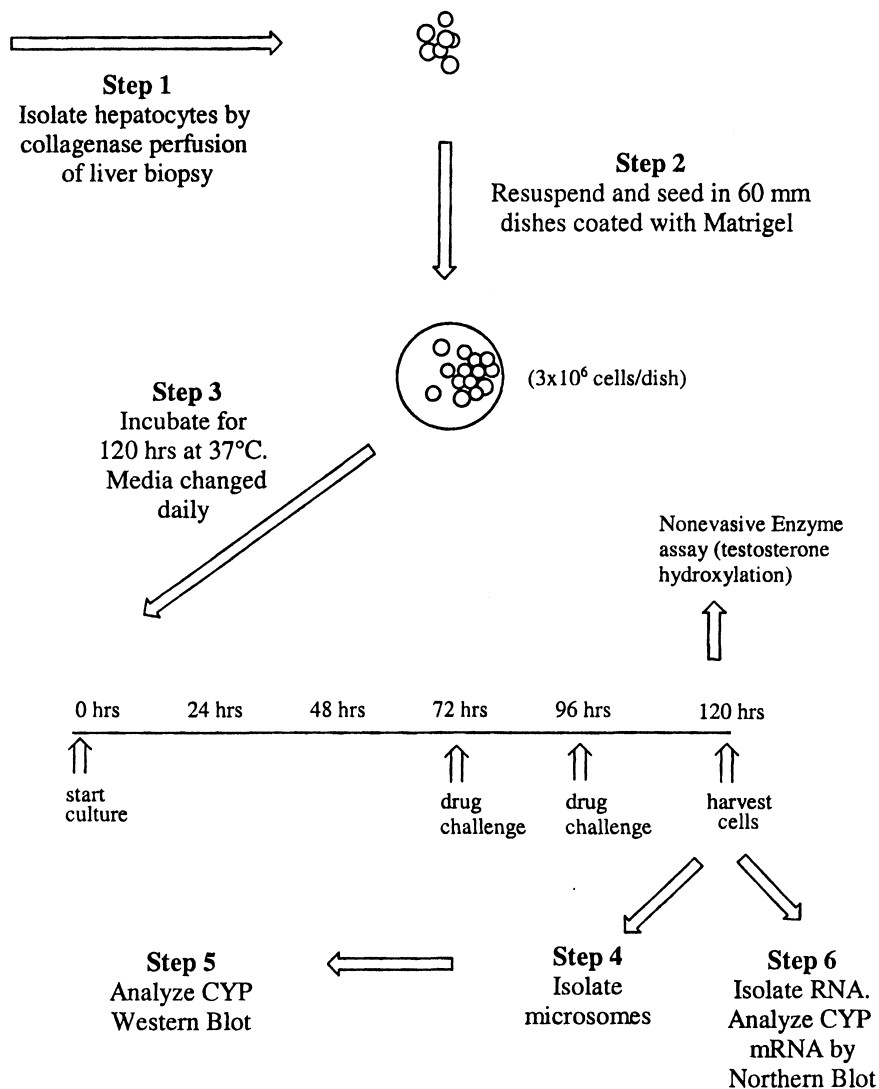 Step 1
Isolate hepatocytes by
collagenase perfusion
of liver biopsy
Step 2
Resuspend and seed in 60 mm
dishes coated with Matrigel
(3x10⁶ cells/dish)
Step 3
Incubate for
120 hrs at 37°C.
Media changed
daily
Nonevasive Enzyme
assay (testosterone
hydroxylation)
0 hrs 24 hrs 48 hrs 72 hrs 96 hrs 120 hrs
start
culture
drug
challenge
drug
challenge
harvest
cells
Step 5
Analyze CYP
Western Blot
Step 4
Isolate
microsomes
Step 6
Isolate RNA.
Analyze CYP
mRNA by
Northern Blot